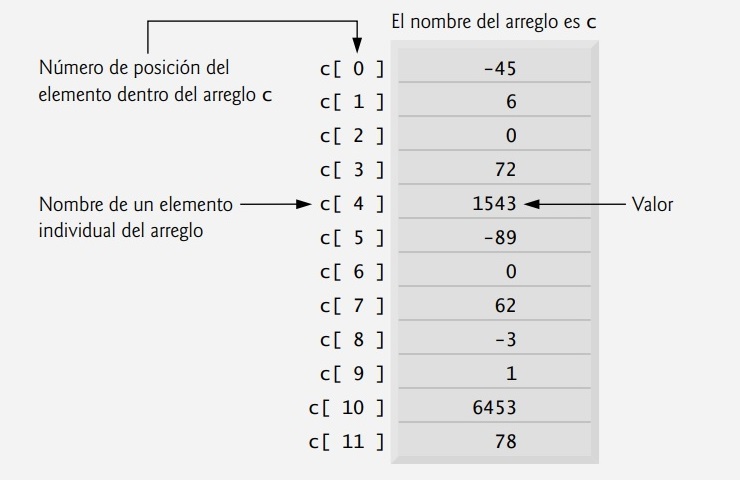 El nombre del arreglo es c
Número de posición del
elemento dentro del arreglo c
c[ 0 ] -45
c[ 1 ] 6
c[ 2 ] 0
c[ 3 ] 72
Nombre de un elemento
individual del arreglo
c[ 4 ] 1543 Valor
c[ 5 ] -89
c[ 6 ] 0
c[ 7 ] 62
c[ 8 ] -3
c[ 9 ] 1
c[ 10 ] 6453
c[ 11 ] 78